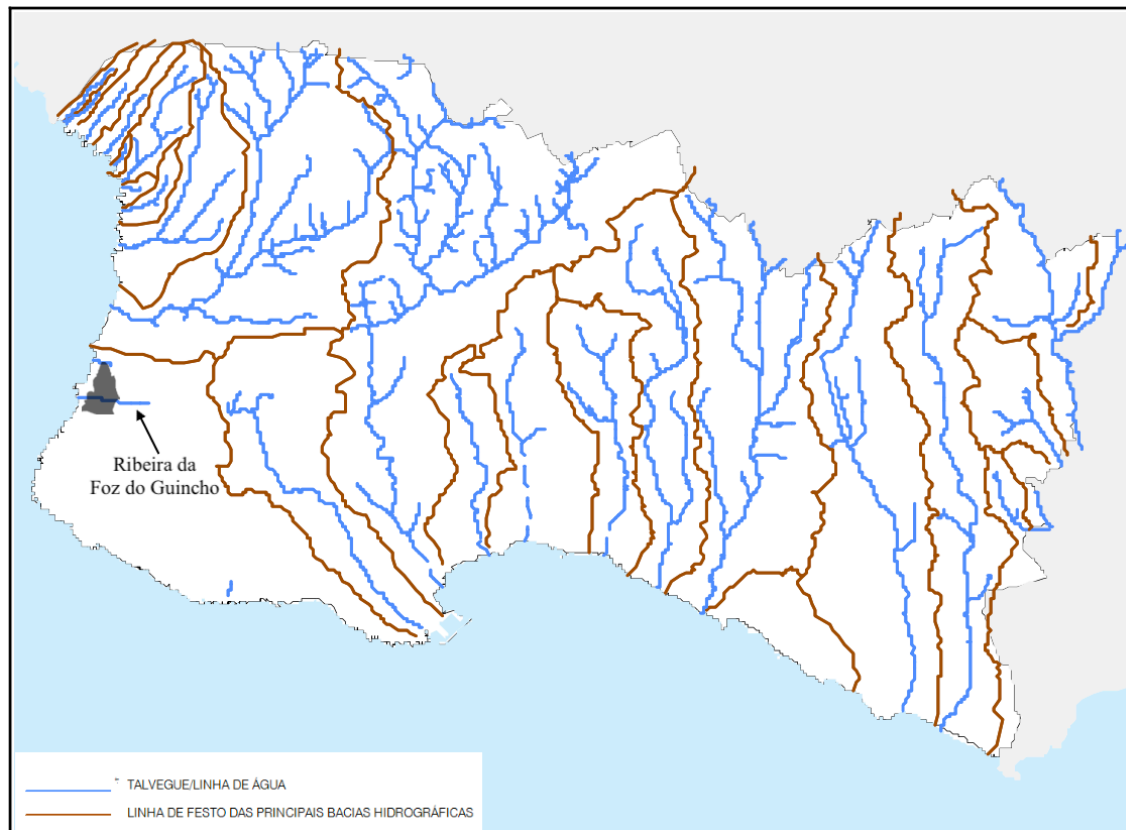 Ribeira da
Foz do Guincho
TALVEGUE/LINHA DE ÁGUA
LINHA DE FESTO DAS PRINCIPAIS BACIAS HIDROGRÁFICAS